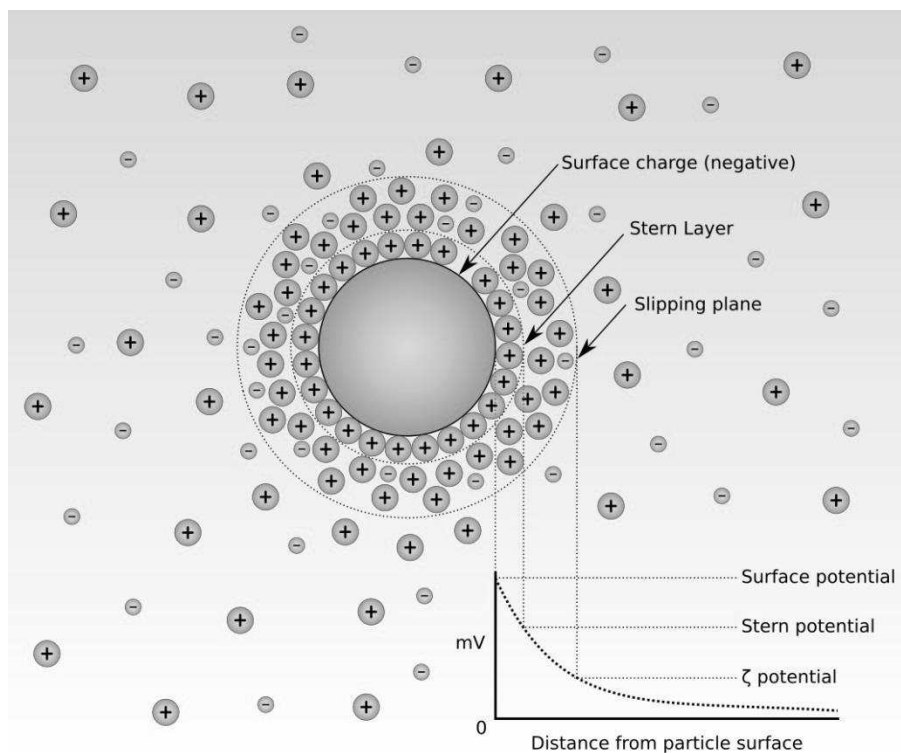 Surface charge (negative)
Stern Layer
Slipping plane
Surface potential
Stern potential
mV
ζ potential
0
Distance from particle surface